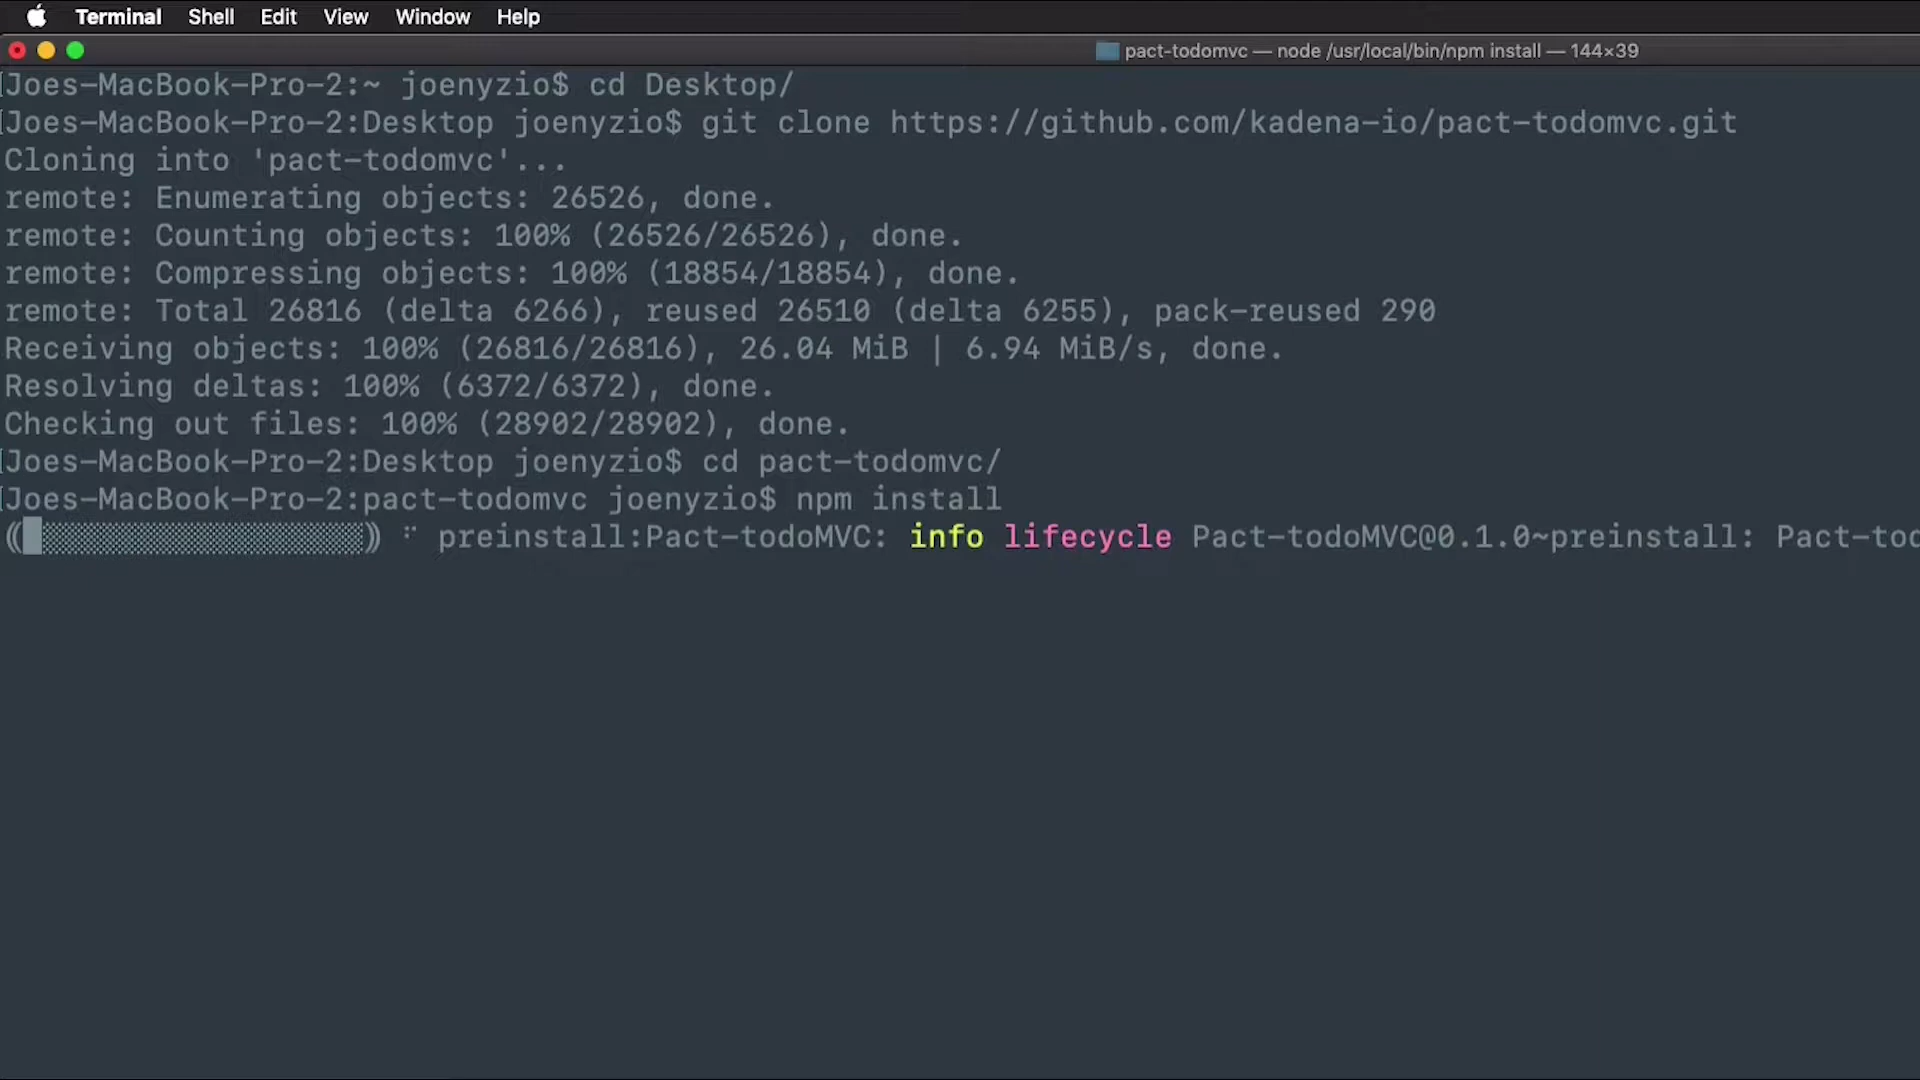 Terminal Shell Edit View Window Help
pact-todomvc — node /usr/local/bin/npm install — 144×39
Joes-MacBook-Pro-2:~ joenyzio$ cd Desktop/
Joes-MacBook-Pro-2:Desktop joenyzio$ git clone https://github.com/kadena-io/pact-todomvc.git
Cloning into 'pact-todomvc'...
remote: Enumerating objects: 26526, done.
remote: Counting objects: 100% (26526/26526), done.
remote: Compressing objects: 100% (18854/18854), done.
remote: Total 26816 (delta 6266), reused 26510 (delta 6255), pack-reused 290
Receiving objects: 100% (26816/26816), 26.04 MiB | 6.94 MiB/s, done.
Resolving deltas: 100% (6372/6372), done.
Checking out files: 100% (28902/28902), done.
Joes-MacBook-Pro-2:Desktop joenyzio$ cd pact-todomvc/
Joes-MacBook-Pro-2:pact-todomvc joenyzio$ npm install
preinstall:Pact-todoMVC: info lifecycle Pact-todoMVC@0.1.0~preinstall: Pact-tod